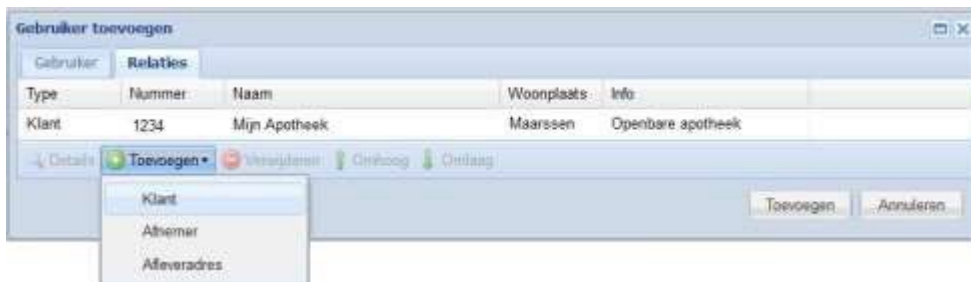 Gebruiker toevoegen
Gebruiker Relaties
Type Nummer Naam Woonplaats Info
Klant 1234 Mijn Apotheek Maarssen Openbare apotheek
Details Toevoegen Verwijderen Omhoog Omlaag
Klant
Toevoegen Annuleren
Afnemer
Afleveradres